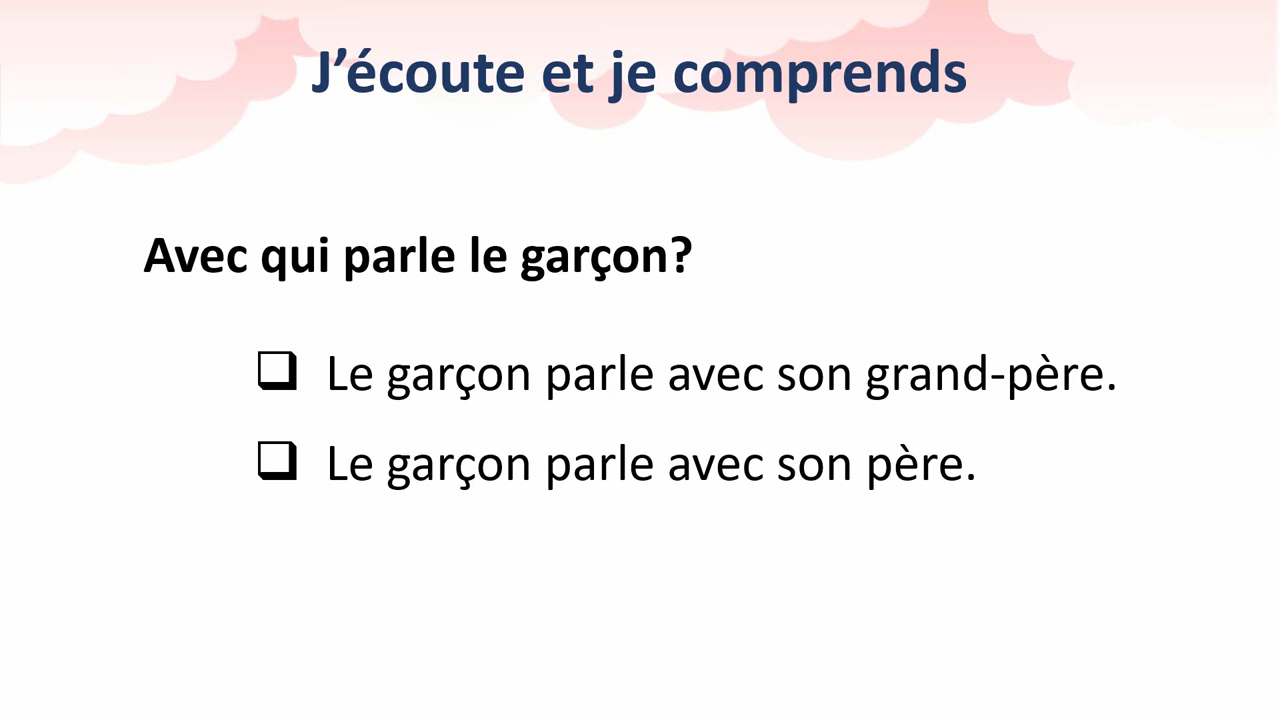 J’écoute et je comprends
Avec qui parle le garçon?
❑ Le garçon parle avec son grand-père.
❑ Le garçon parle avec son père.